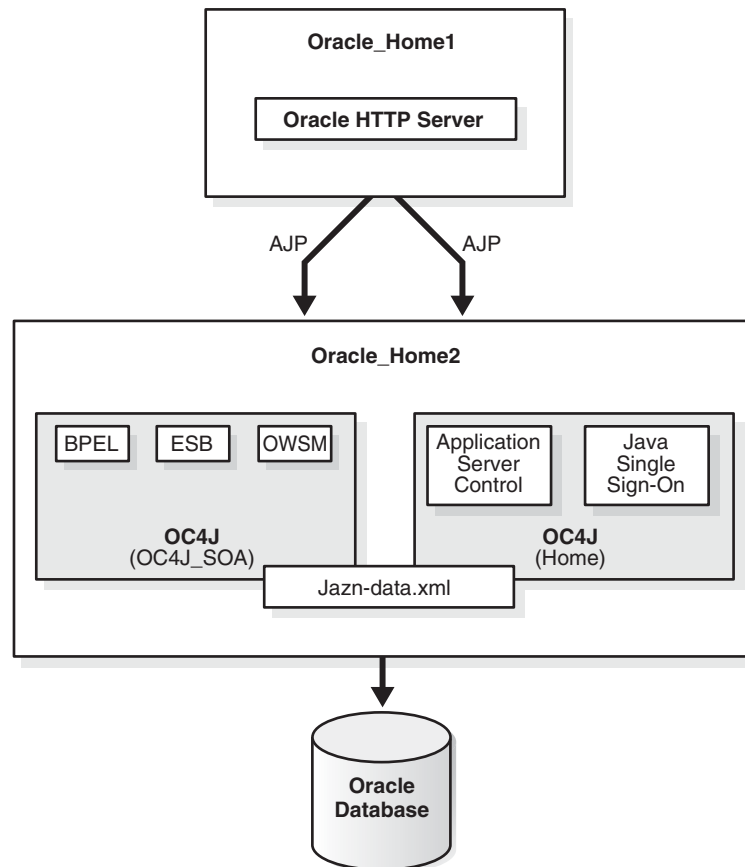 Oracle_Home1
Oracle HTTP Server
AJP
AJP
Oracle_Home2
BPEL
ESB
OWSM
OC4J
(OC4J_SOA)
Application
Server
Control
Java
Single
Sign-On
OC4J
(Home)
Jazn-data.xml
Oracle
Database